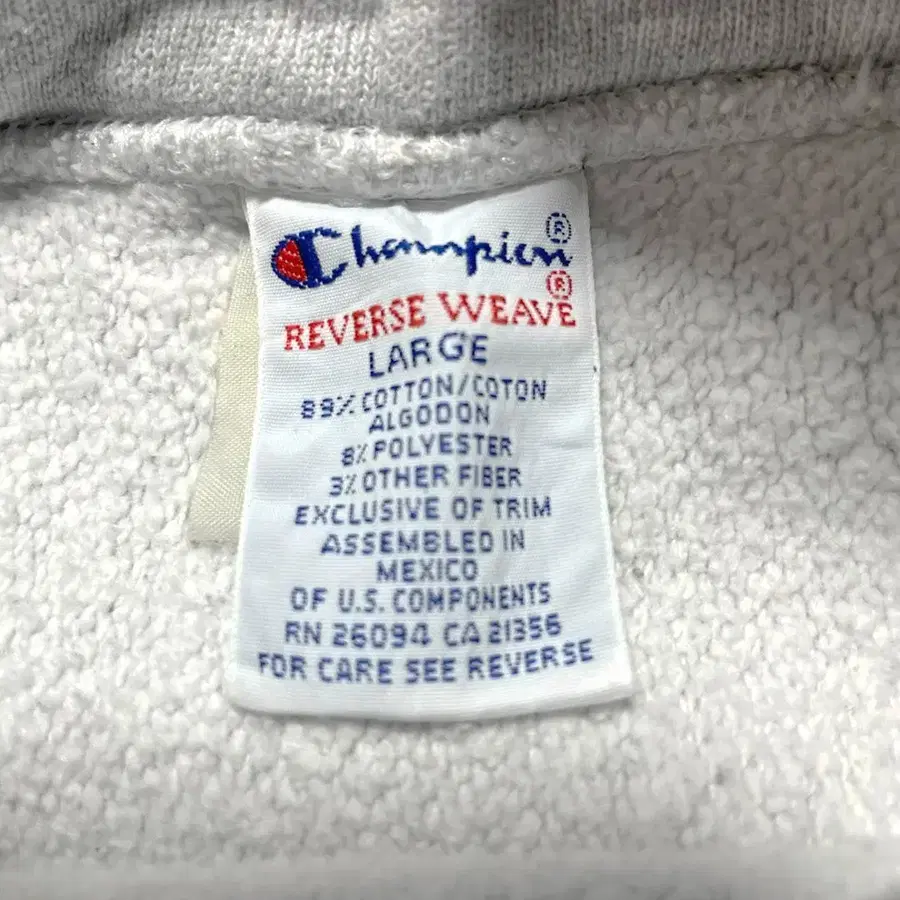 Champion®
REVERSE WEAVE®
LARGE
89% COTTON/COTON
ALGODON
8% POLYESTER
3% OTHER FIBER
EXCLUSIVE OF TRIM
ASSEMBLED IN
MEXICO
OF U.S. COMPONENTS
RN 26094 CA 21356
FOR CARE SEE REVERSE